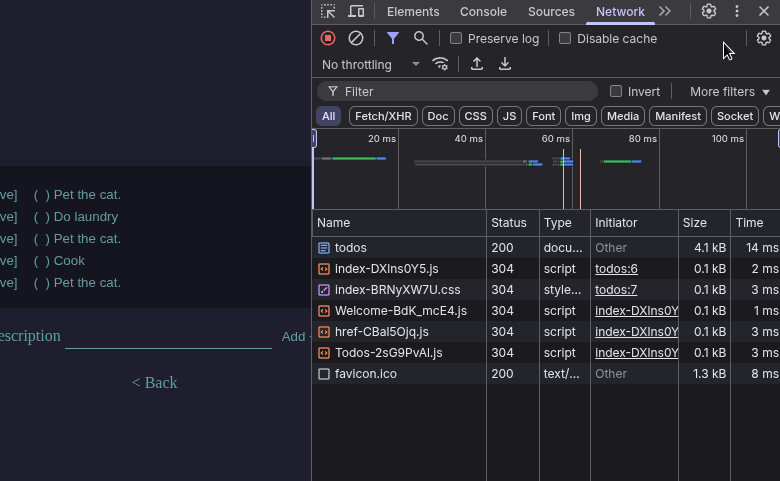 Elements Console Sources Network
Preserve log Disable cache
No throttling
Filter Invert More filters
All Fetch/XHR Doc CSS JS Font Img Media Manifest Socket W
20 ms 40 ms 60 ms 80 ms 100 ms
Name Status Type Initiator Size Time
todos 200 docu... Other 4.1 kB 14 ms
index-DXIns0Y5.js 304 script todos:6 0.1 kB 2 ms
index-BRNyXW7U.css 304 style... todos:7 0.1 kB 3 ms
Welcome-BdK_mcE4.js 304 script index-DXIns0Y 0.1 kB 1 ms
href-CBal5Ojq.js 304 script index-DXIns0Y 0.1 kB 3 ms
Todos-2sG9PvAl.js 304 script index-DXIns0Y 0.1 kB 3 ms
favicon.ico 200 text/... Other 1.3 kB 8 ms
ve] ( ) Pet the cat.
ve] ( ) Do laundry
ve] ( ) Pet the cat.
ve] ( ) Cook
ve] ( ) Pet the cat.
escription Add
< Back